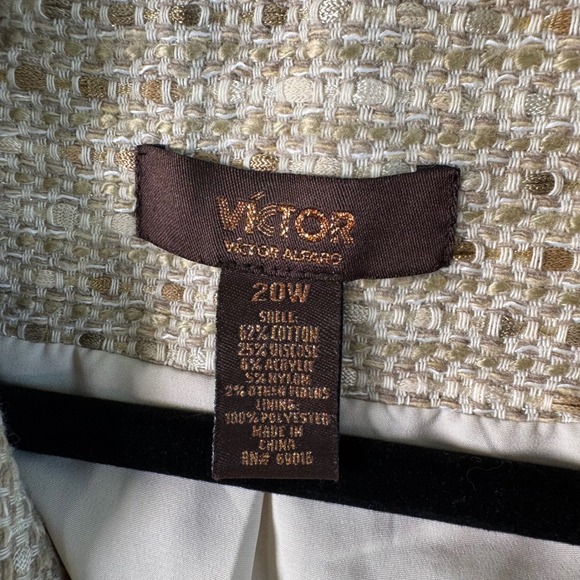 VICTOR
VICTOR ALFARO
20W
SHELL:
62% COTTON
25% VISCOSE
6% ACRYLIC
5% NYLON
2% OTHER FIBERS
LINING:
100% POLYESTER
MADE IN
CHINA
RN# 69016